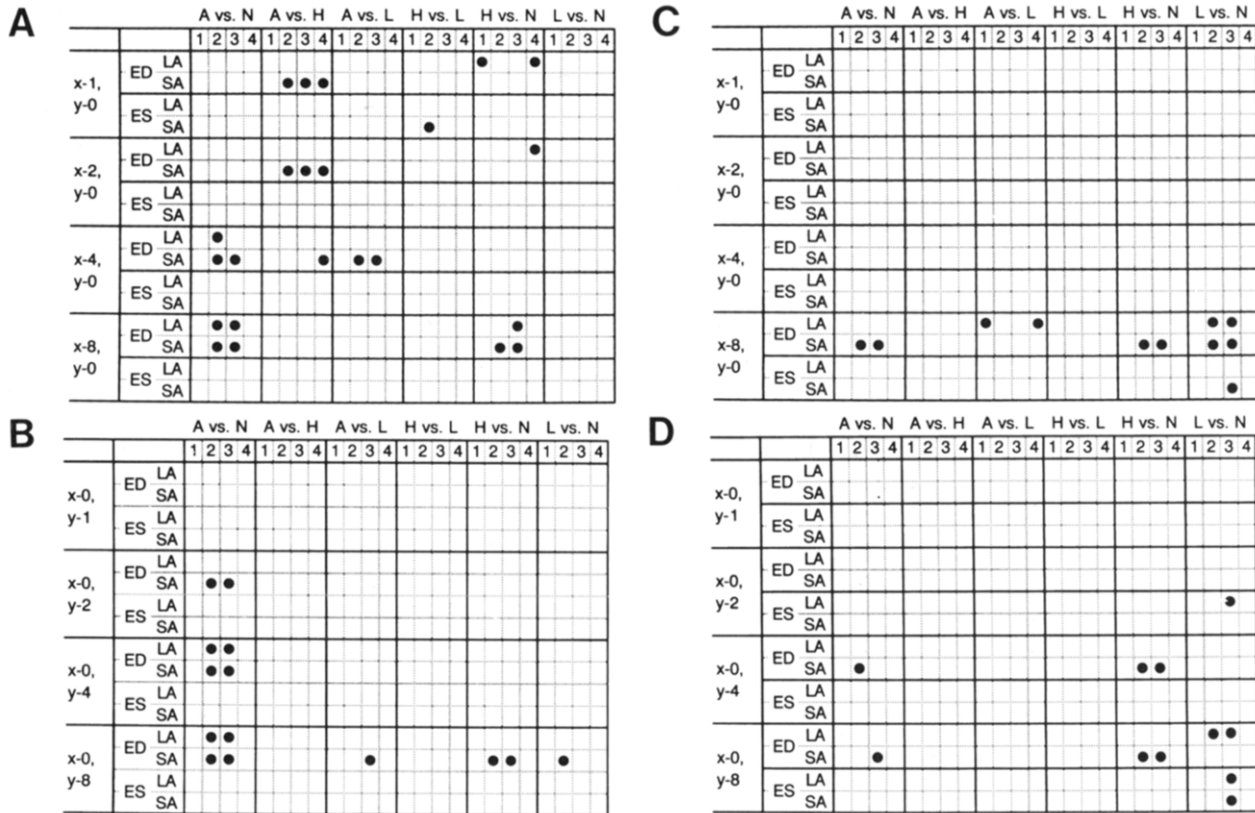 A
A vs. N A vs. H A vs. L H vs. L H vs. N L vs. N
1 2 3 4 1 2 3 4 1 2 3 4 1 2 3 4 1 2 3 4 1 2 3 4
x-1, y-0 ED LA
SA
ES LA
SA
x-2, y-0 ED LA
SA
ES LA
SA
x-4, y-0 ED LA
SA
ES LA
SA
x-8, y-0 ED LA
SA
ES LA
SA
C
A vs. N A vs. H A vs. L H vs. L H vs. N L vs. N
1 2 3 4 1 2 3 4 1 2 3 4 1 2 3 4 1 2 3 4 1 2 3 4
x-1, y-0 ED LA
SA
ES LA
SA
x-2, y-0 ED LA
SA
ES LA
SA
x-4, y-0 ED LA
SA
ES LA
SA
x-8, y-0 ED LA
SA
ES LA
SA
B
A vs. N A vs. H A vs. L H vs. L H vs. N L vs. N
1 2 3 4 1 2 3 4 1 2 3 4 1 2 3 4 1 2 3 4 1 2 3 4
x-0, y-1 ED LA
SA
ES LA
SA
x-0, y-2 ED LA
SA
ES LA
SA
x-0, y-4 ED LA
SA
ES LA
SA
x-0, y-8 ED LA
SA
ES LA
SA
D
A vs. N A vs. H A vs. L H vs. L H vs. N L vs. N
1 2 3 4 1 2 3 4 1 2 3 4 1 2 3 4 1 2 3 4 1 2 3 4
x-0, y-1 ED LA
SA
ES LA
SA
x-0, y-2 ED LA
SA
ES LA
SA
x-0, y-4 ED LA
SA
ES LA
SA
x-0, y-8 ED LA
SA
ES LA
SA